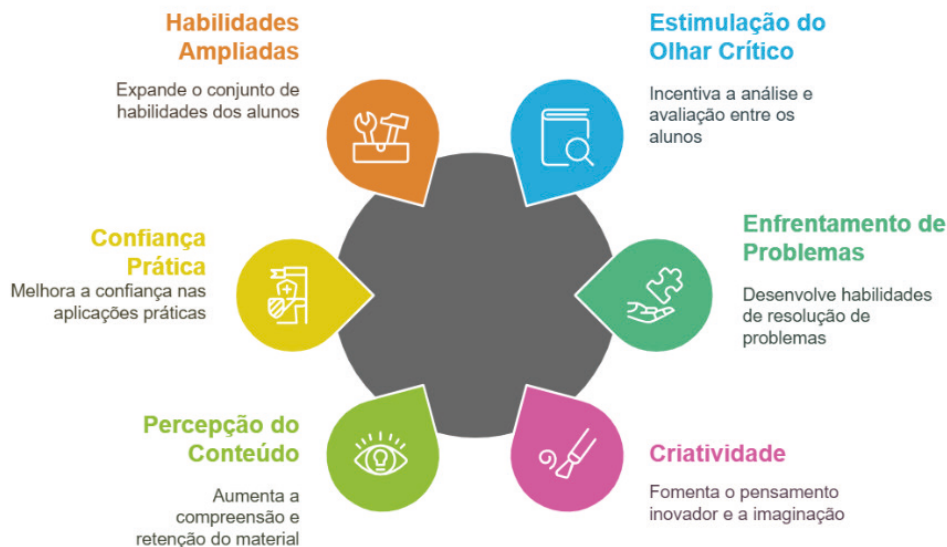 Habilidades
Ampliadas
Expande o conjunto de
habilidades dos alunos
Estimulação do
Olhar Crítico
Incentiva a análise e
avaliação entre os
alunos
Confiança
Prática
Melhora a confiança nas
aplicações práticas
Enfrentamento de
Problemas
Desenvolve habilidades
de resolução de
problemas
Percepção do
Conteúdo
Aumenta a
compreensão e
retenção do material
Criatividade
Fomenta o pensamento
inovador e a imaginação